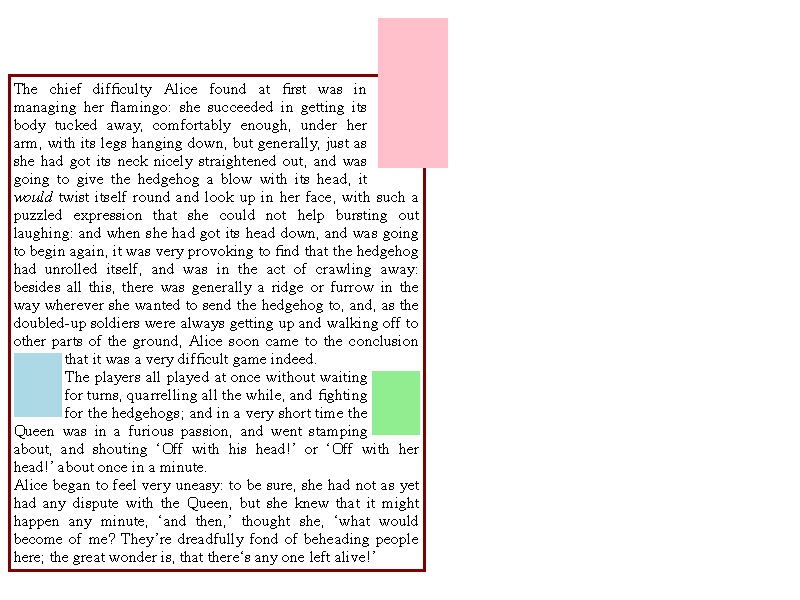 The chief difficulty Alice found at first was in
managing her flamingo: she succeeded in getting its
body tucked away, comfortably enough, under her
arm, with its legs hanging down, but generally, just as
she had got its neck nicely straightened out, and was
going to give the hedgehog a blow with its head, it
would twist itself round and look up in her face, with such a
puzzled expression that she could not help bursting out
laughing: and when she had got its head down, and was going
to begin again, it was very provoking to find that the hedgehog
had unrolled itself, and was in the act of crawling away:
besides all this, there was generally a ridge or furrow in the
way wherever she wanted to send the hedgehog to, and, as the
doubled-up soldiers were always getting up and walking off to
other parts of the ground, Alice soon came to the conclusion
that it was a very difficult game indeed.
The players all played at once without waiting
for turns, quarrelling all the while, and fighting
for the hedgehogs; and in a very short time the
Queen was in a furious passion, and went stamping
about, and shouting ‘Off with his head!’ or ‘Off with her
head!’ about once in a minute.
Alice began to feel very uneasy: to be sure, she had not as yet
had any dispute with the Queen, but she knew that it might
happen any minute, ‘and then,’ thought she, ‘what would
become of me? They’re dreadfully fond of beheading people
here; the great wonder is, that there‘s any one left alive!’